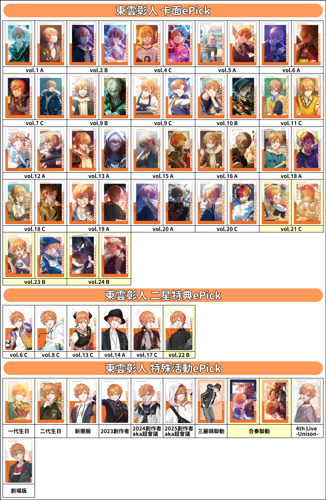 東雲彰人 卡面ePick
vol.1 A
vol.2 B
vol.4 C
vol.5 A
vol.6 A
vol.7 C
vol.9 B
vol.9 C
vol.10 B
vol.11 C
vol.12 A
vol.13 A
vol.15 A
vol.16 A
vol.18 A
vol.18 C
vol.19 A
vol.20 A
vol.20 C
vol.21 C
vol.23 B
vol.24 B
東雲彰人 二星特典ePick
vol.6 C
vol.8 C
vol.13 C
vol.14 A
vol.17 C
vol.22 B
東雲彰人 特殊活動ePick
一代生日
二代生日
新團服
2023創作者
2024創作者
aka超會議
2025創作者
aka超會議
三麗鷗聯動
合奏聯動
4th Live
-Unison-
劇場版